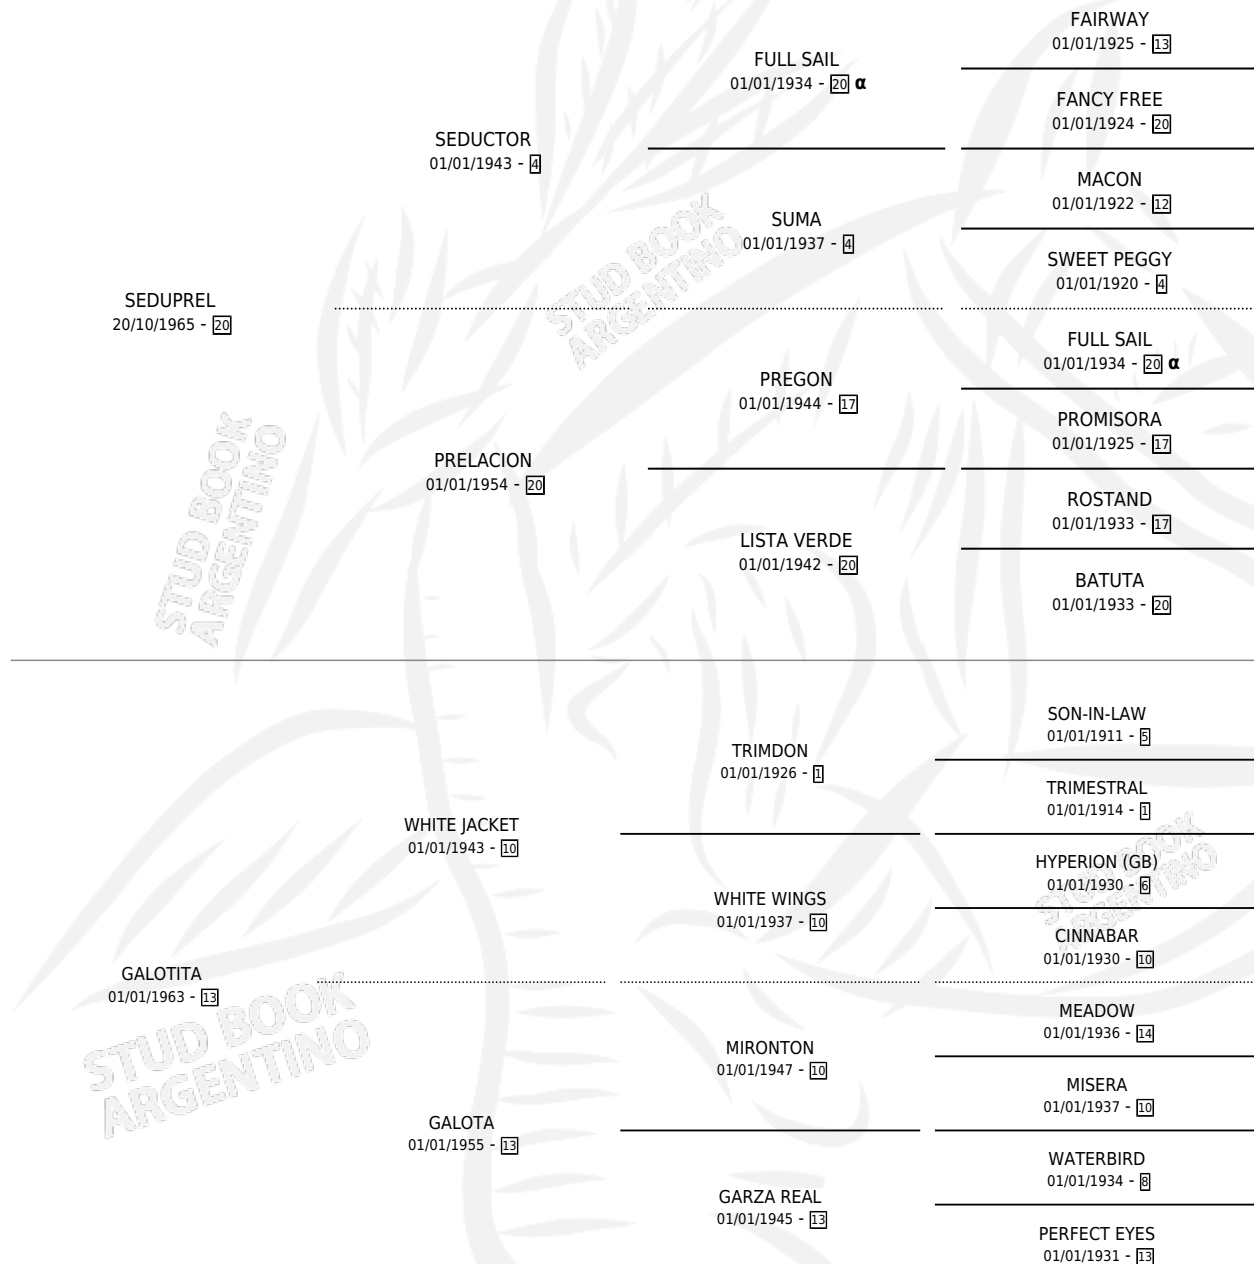 FAIRWAY
01/01/1925 - 13
FULL SAIL
01/01/1934 - 20 α
FANCY FREE
01/01/1924 - 20
SEDUCTOR
01/01/1943 - 4
MACON
01/01/1922 - 12
SUMA
01/01/1937 - 4
SWEET PEGGY
01/01/1920 - 4
SEDUPREL
20/10/1965 - 20
FULL SAIL
01/01/1934 - 20 α
PREGON
01/01/1944 - 17
PROMISORA
01/01/1925 - 17
PRELACION
01/01/1954 - 20
ROSTAND
01/01/1933 - 17
LISTA VERDE
01/01/1942 - 20
BATUTA
01/01/1933 - 20
SON-IN-LAW
01/01/1911 - 5
TRIMDON
01/01/1926 - 1
TRIMESTRAL
01/01/1914 - 1
WHITE JACKET
01/01/1943 - 10
HYPERION (GB)
01/01/1930 - 6
WHITE WINGS
01/01/1937 - 10
CINNABAR
01/01/1930 - 10
GALOTITA
01/01/1963 - 13
MEADOW
01/01/1936 - 14
MIRONTON
01/01/1947 - 10
MISERA
01/01/1937 - 10
GALOTA
01/01/1955 - 13
WATERBIRD
01/01/1934 - 8
GARZA REAL
01/01/1945 - 13
PERFECT EYES
01/01/1931 - 13
STUD BOOK
ARGENTINO
STUD BOOK
ARGENTINO
STUD BOOK
ARGENTINO
STUD BOOK
ARGENTINO